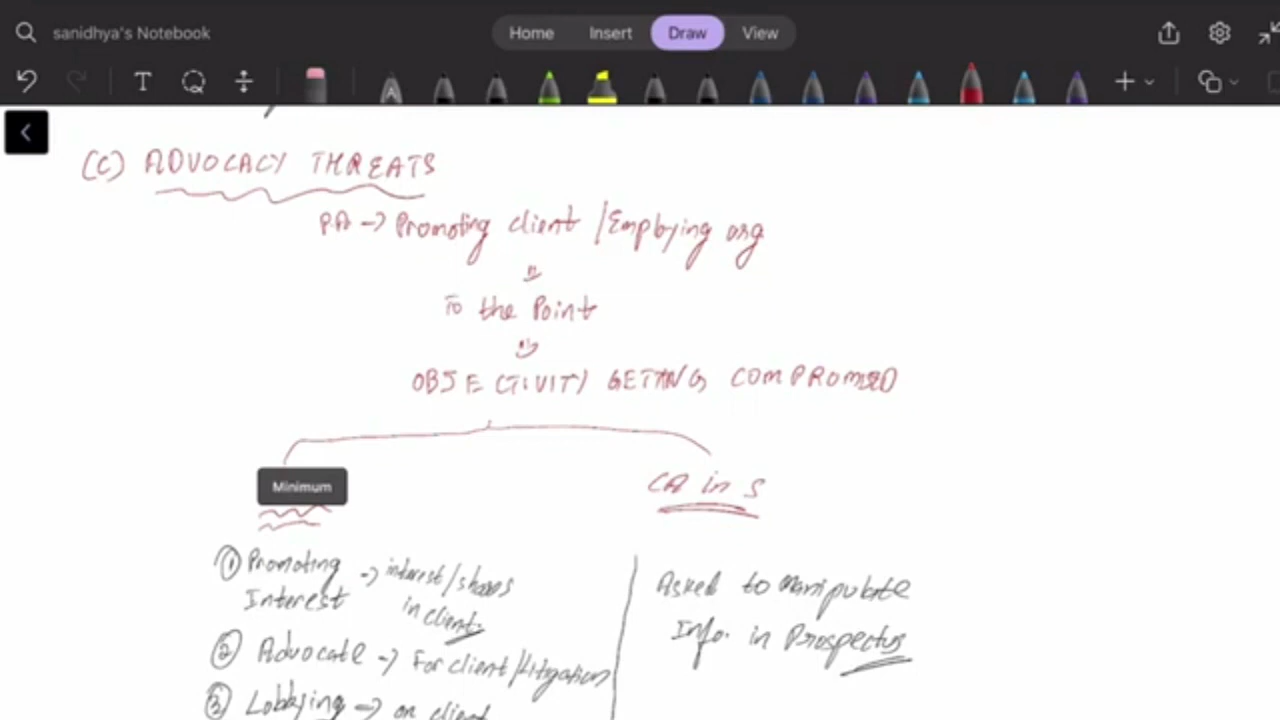 sanidhya's Notebook
Home Insert Draw View
(C) ADVOCACY THREATS
P.A → Promoting client / Employing org
To the Point
OBJECTIVITY GETTING COMPROMISED
Minimum
CA in S
① Promoting → interest/shares
Interest in client.
② Advocate → For client/Litigation
③ Lobbying → on client
Asked to Manipulate
Info. in Prospectus